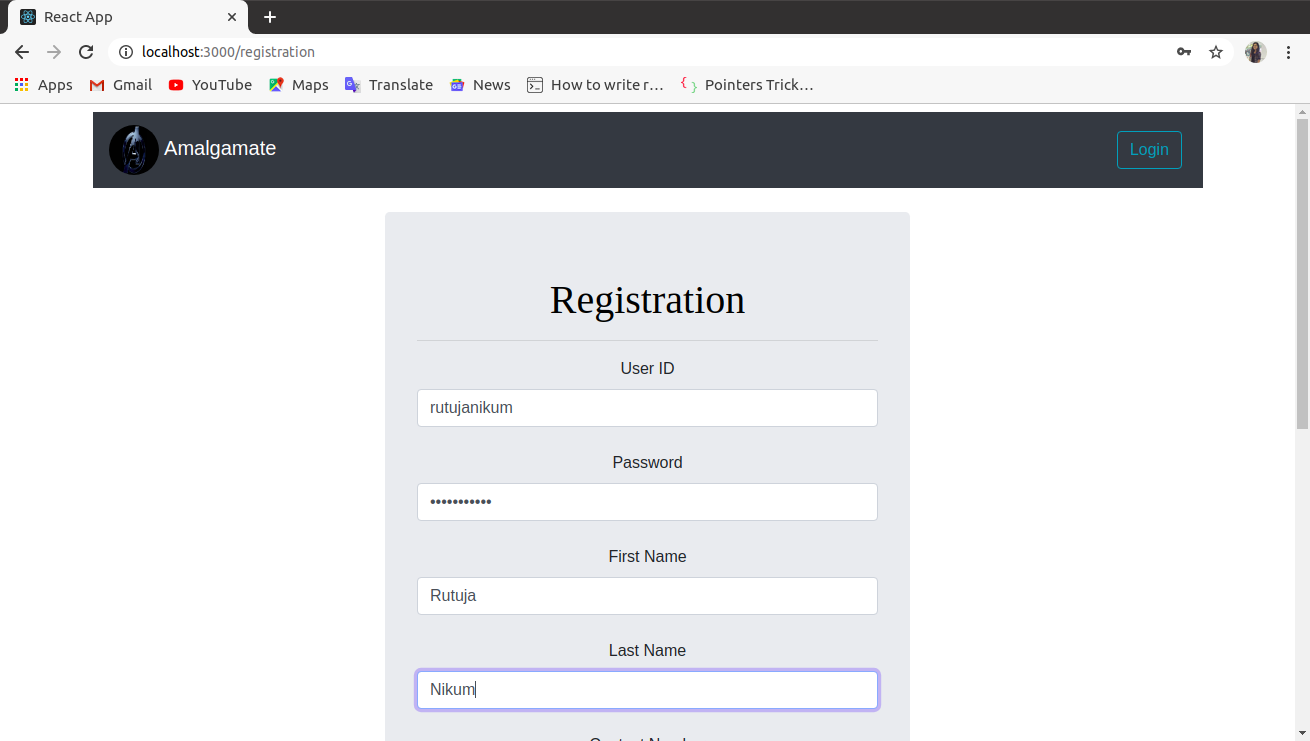 React App
localhost:3000/registration
Apps Gmail YouTube Maps Translate News How to write r… Pointers Trick…
Amalgamate Login
Registration
User ID
rutujanikum
Password
•••••••••••
First Name
Rutuja
Last Name
Nikum